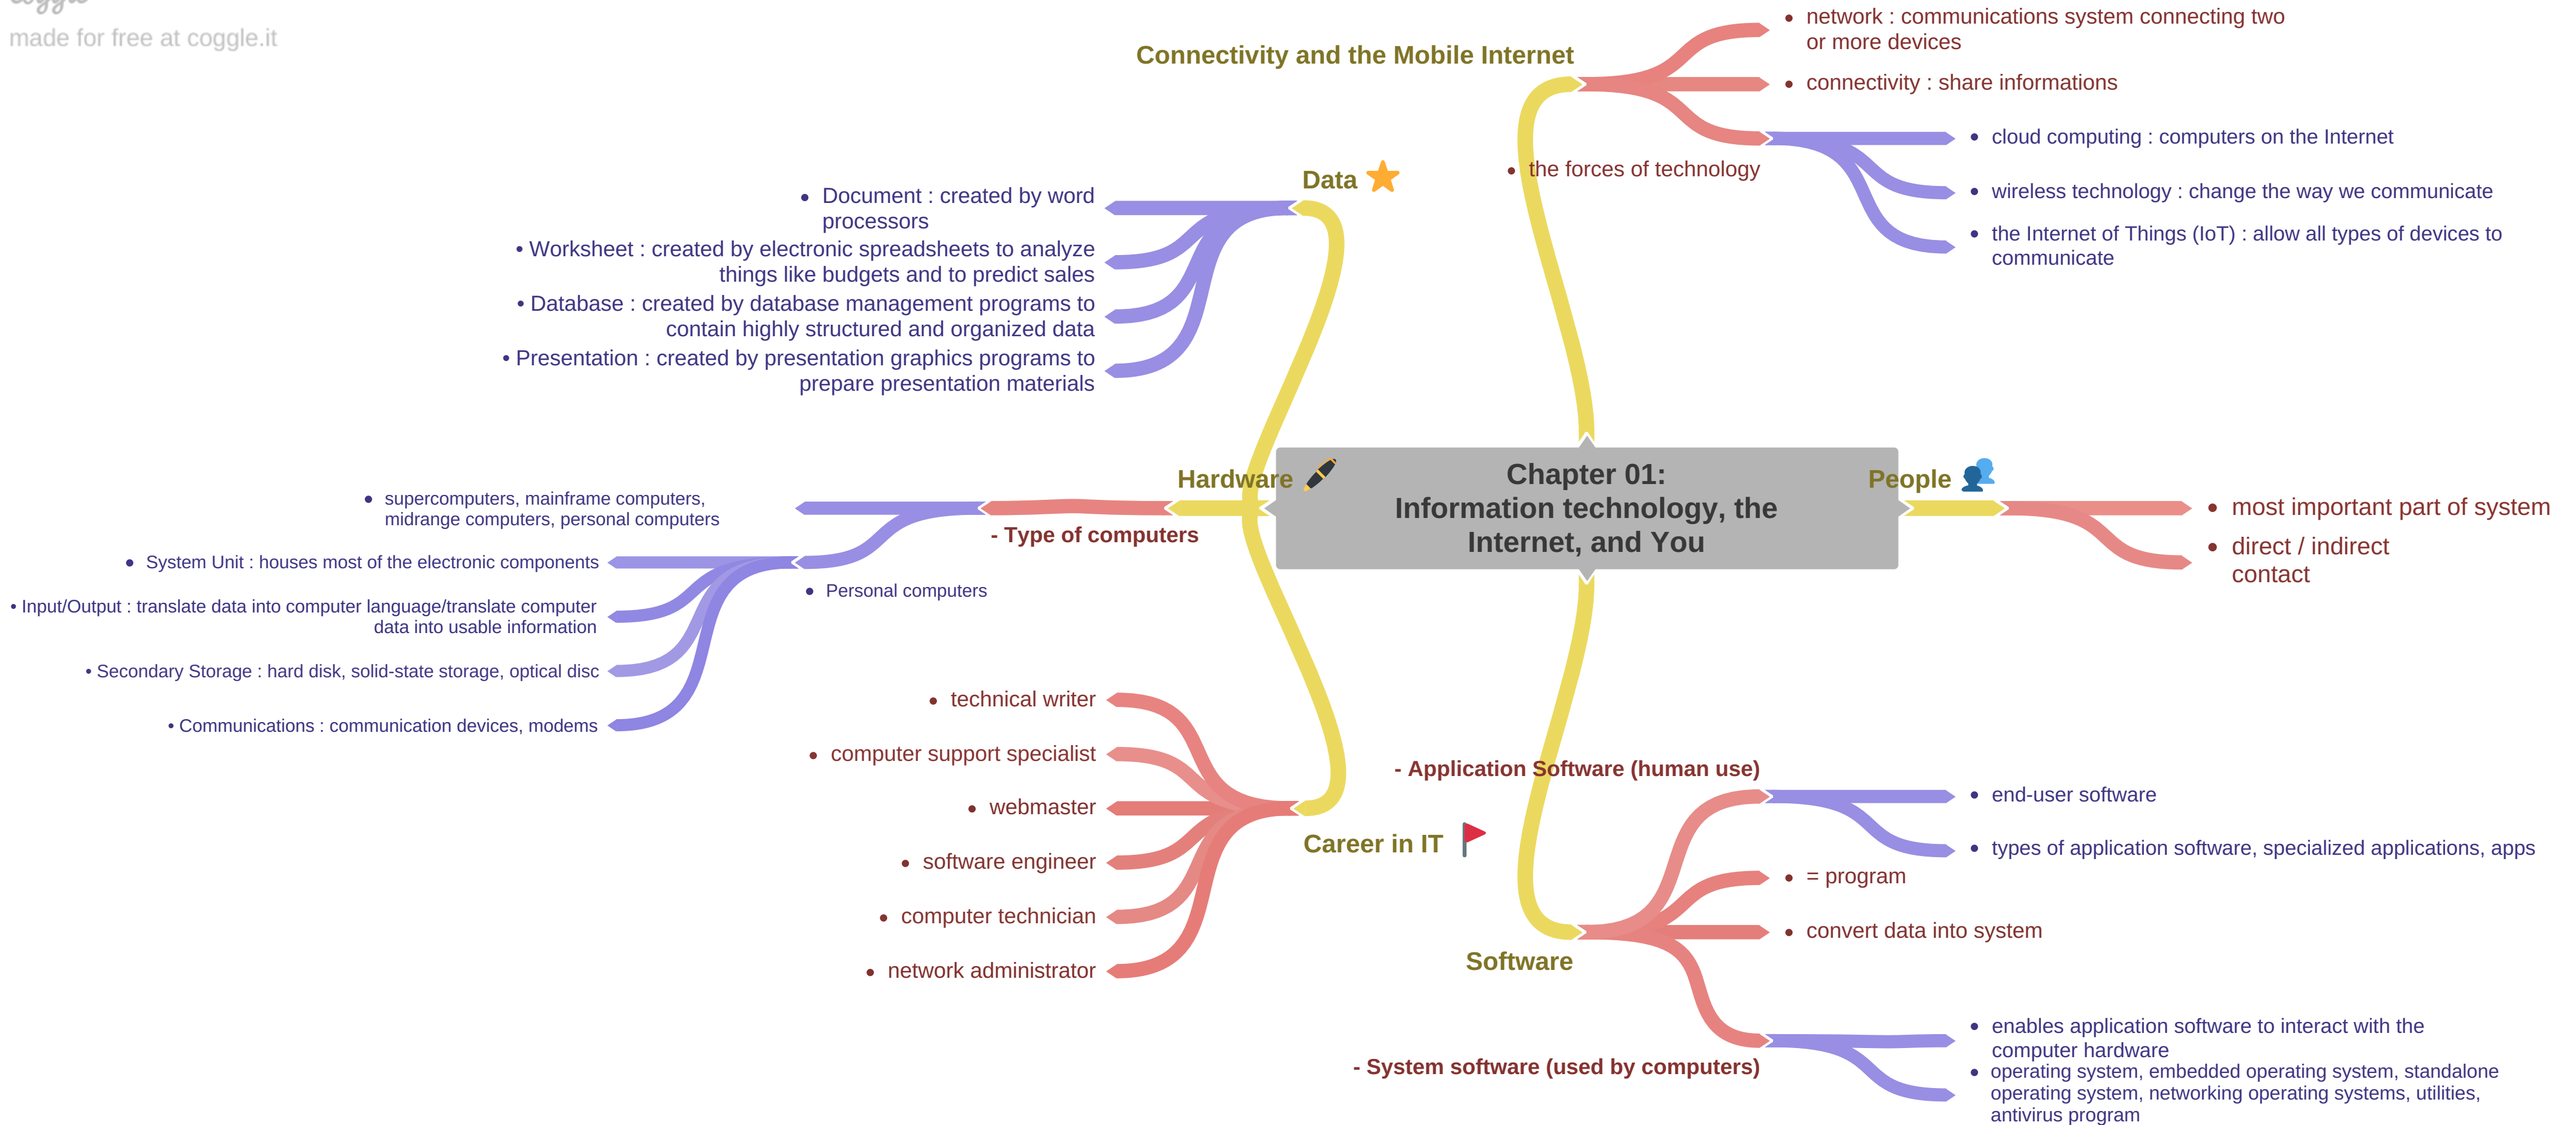 coggle
made for free at coggle.it
Connectivity and the Mobile Internet
• network : communications system connecting two
or more devices
• connectivity : share informations
• the forces of technology
• cloud computing : computers on the Internet
• wireless technology : change the way we communicate
• the Internet of Things (IoT) : allow all types of devices to
communicate
Data
• Document : created by word
processors
• Worksheet : created by electronic spreadsheets to analyze
things like budgets and to predict sales
• Database : created by database management programs to
contain highly structured and organized data
• Presentation : created by presentation graphics programs to
prepare presentation materials
Chapter 01:
Information technology, the
Internet, and You
Hardware
- Type of computers
• supercomputers, mainframe computers,
midrange computers, personal computers
• Personal computers
• System Unit : houses most of the electronic components
• Input/Output : translate data into computer language/translate computer
data into usable information
• Secondary Storage : hard disk, solid-state storage, optical disc
• Communications : communication devices, modems
People
• most important part of system
• direct / indirect
contact
Career in IT
• technical writer
• computer support specialist
• webmaster
• software engineer
• computer technician
• network administrator
Software
- Application Software (human use)
• end-user software
• types of application software, specialized applications, apps
• = program
• convert data into system
- System software (used by computers)
• enables application software to interact with the
computer hardware
• operating system, embedded operating system, standalone
operating system, networking operating systems, utilities,
antivirus program